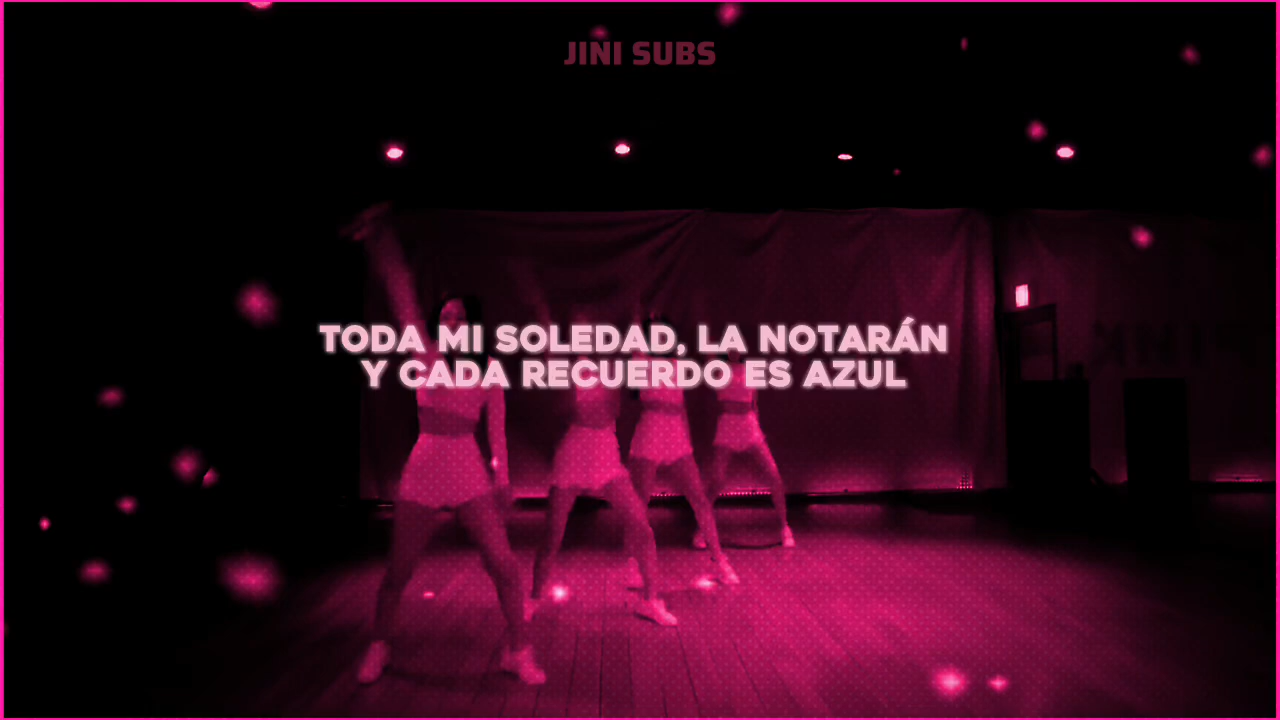 JINI SUBS
TODA MI SOLEDAD, LA NOTARÁN
Y CADA RECUERDO ES AZUL